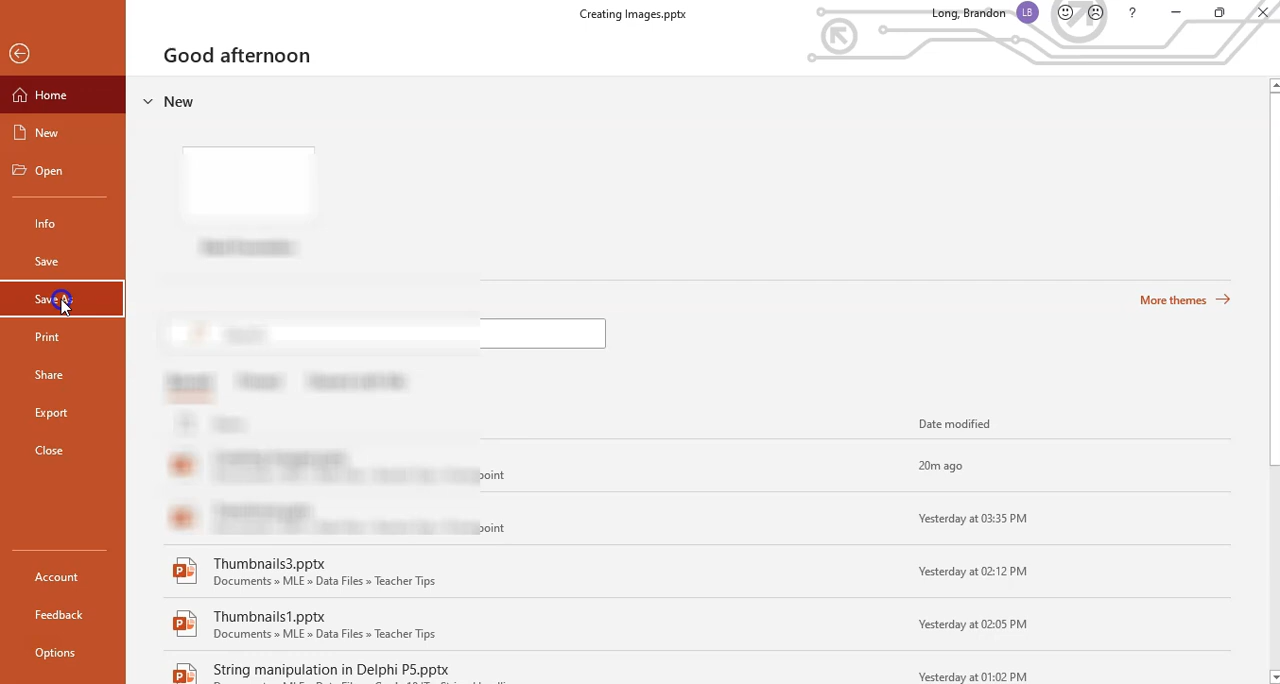 Creating Images.pptx
Long, Brandon
LB
?
Good afternoon
Home
New
Open
Info
Save
Save As
Print
Share
Export
Close
Account
Feedback
Options
New
More themes
Date modified
point
20m ago
point
Yesterday at 03:35 PM
Thumbnails3.pptx
Documents » MLE » Data Files » Teacher Tips
Yesterday at 02:12 PM
Thumbnails1.pptx
Documents » MLE » Data Files » Teacher Tips
Yesterday at 02:05 PM
String manipulation in Delphi P5.pptx
Yesterday at 01:02 PM